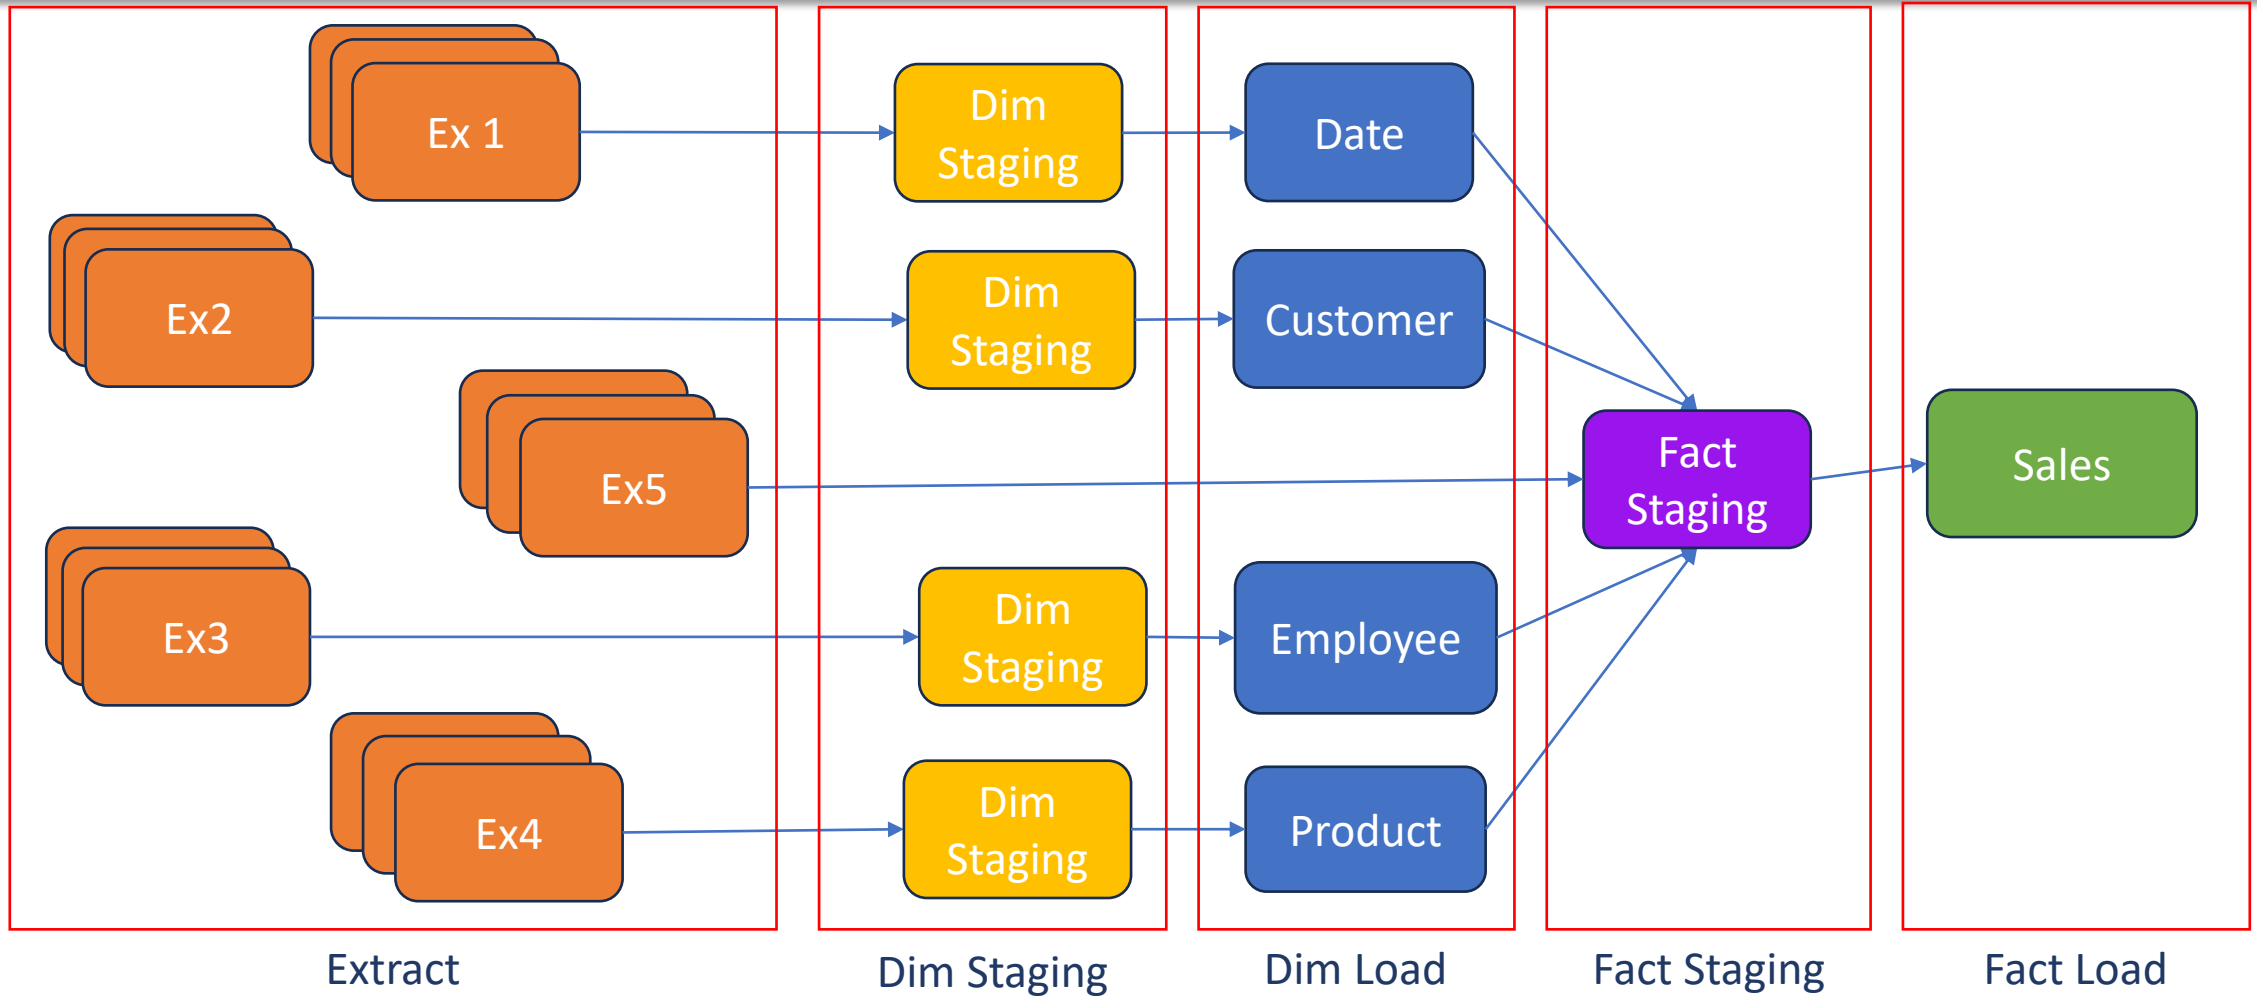 Ex 1
Dim
Staging
Date
Ex2
Dim
Staging
Customer
Ex5
Fact
Staging
Sales
Ex3
Dim
Staging
Employee
Ex4
Dim
Staging
Product
Extract
Dim Staging
Dim Load
Fact Staging
Fact Load